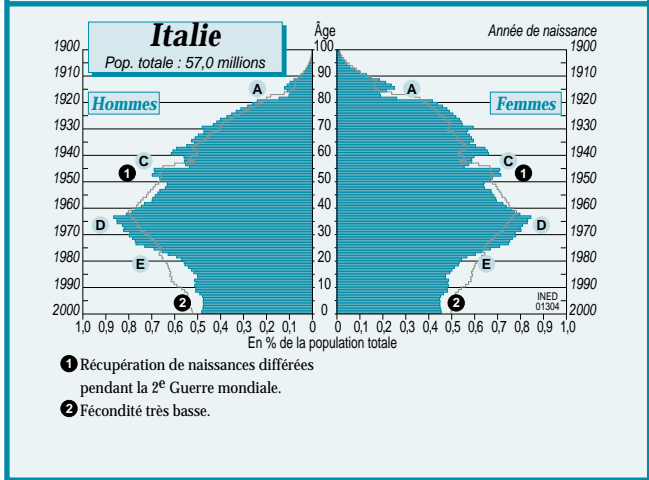 Italie
Pop. totale : 57,0 millions
Âge
Année de naissance
Hommes
Femmes
1900 100 1900
1910 90 1910
1920 80 1920
1930 70 1930
1940 60 1940
1950 50 1950
1960 40 1960
1970 30 1970
1980 20 1980
1990 10 1990
2000 0 2000
A A
C C
1 1
D D
E E
2 2
INED
01304
1,0 0,9 0,8 0,7 0,6 0,5 0,4 0,3 0,2 0,1 0 0 0,1 0,2 0,3 0,4 0,5 0,6 0,7 0,8 0,9 1,0
En % de la population totale
1 Récupération de naissances différées
pendant la 2e Guerre mondiale.
2 Fécondité très basse.